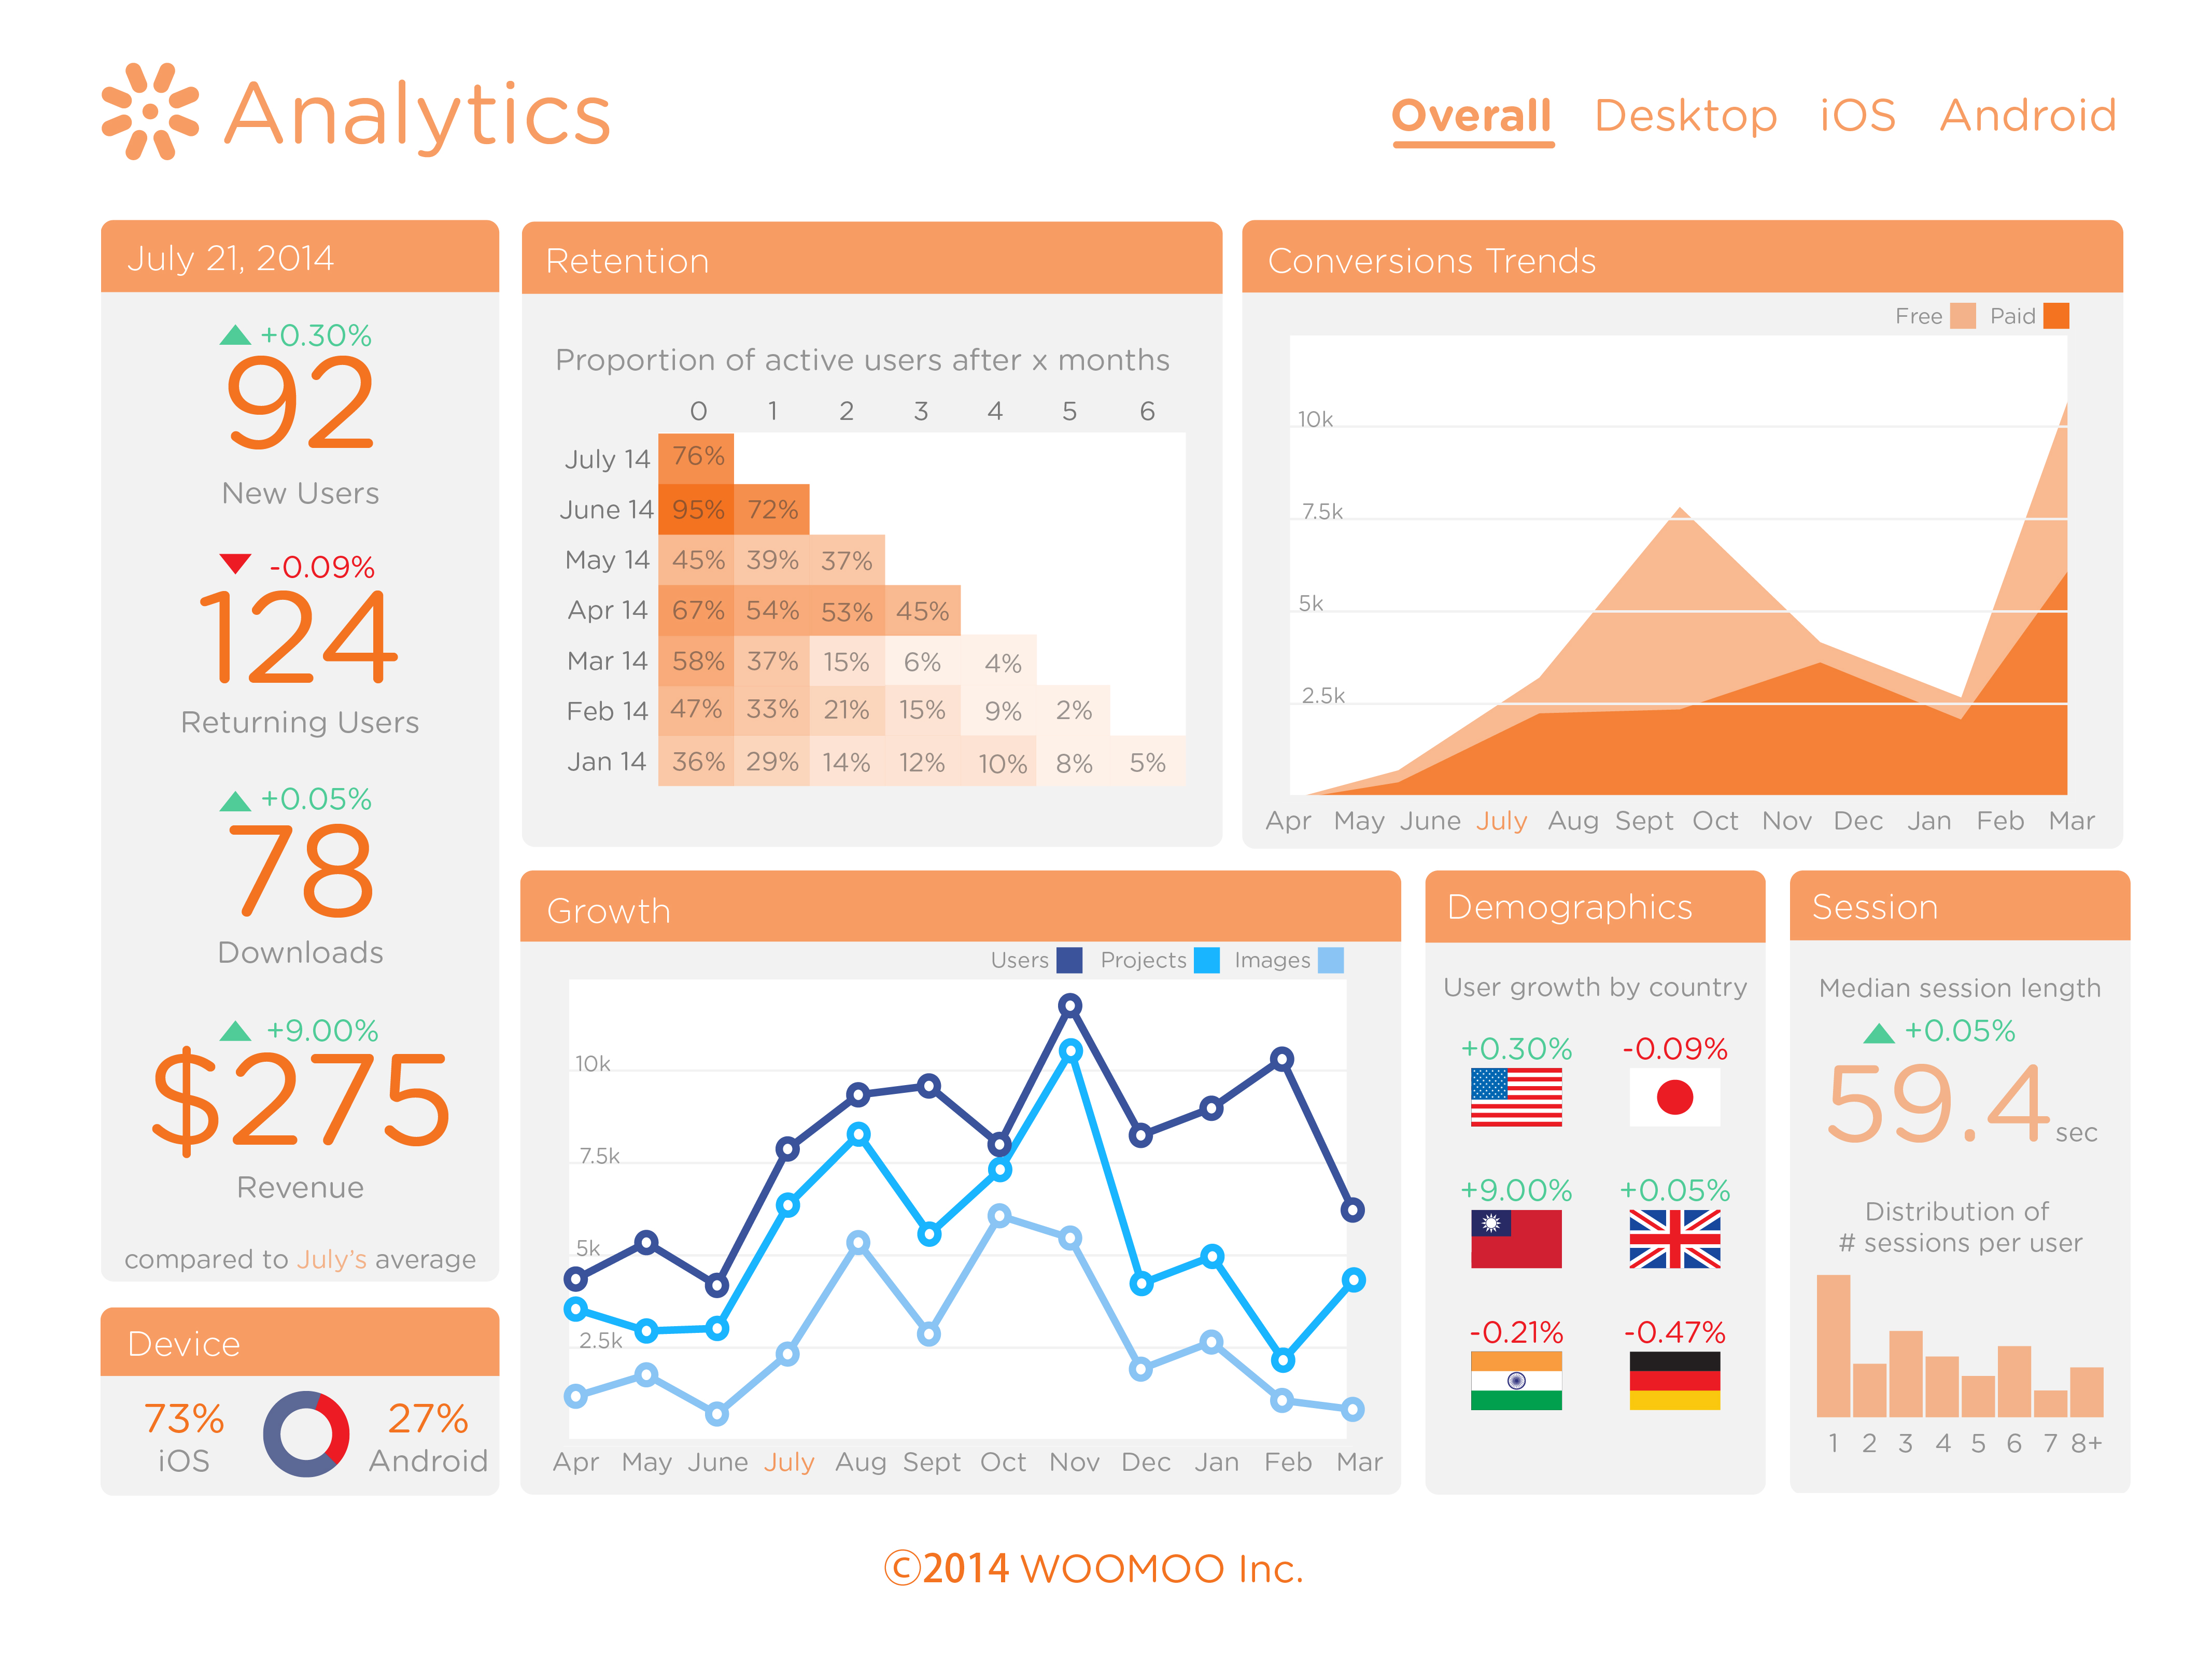 Analytics
Overall Desktop iOS Android
July 21, 2014
+0.30%
92
New Users
-0.09%
124
Returning Users
+0.05%
78
Downloads
+9.00%
$275
Revenue
compared to July's average
Device
73%
iOS
27%
Android
Retention
Proportion of active users after x months
0 1 2 3 4 5 6
July 14 76%
June 14 95% 72%
May 14 45% 39% 37%
Apr 14 67% 54% 53% 45%
Mar 14 58% 37% 15% 6% 4%
Feb 14 47% 33% 21% 15% 9% 2%
Jan 14 36% 29% 14% 12% 10% 8% 5%
Conversions Trends
Free Paid
10k
7.5k
5k
2.5k
Apr May June July Aug Sept Oct Nov Dec Jan Feb Mar
Growth
Users Projects Images
10k
7.5k
5k
2.5k
Apr May June July Aug Sept Oct Nov Dec Jan Feb Mar
Demographics
User growth by country
+0.30% -0.09%
+9.00% +0.05%
-0.21% -0.47%
Session
Median session length
+0.05%
59.4 sec
Distribution of
# sessions per user
1 2 3 4 5 6 7 8+
©2014 WOOMOO Inc.